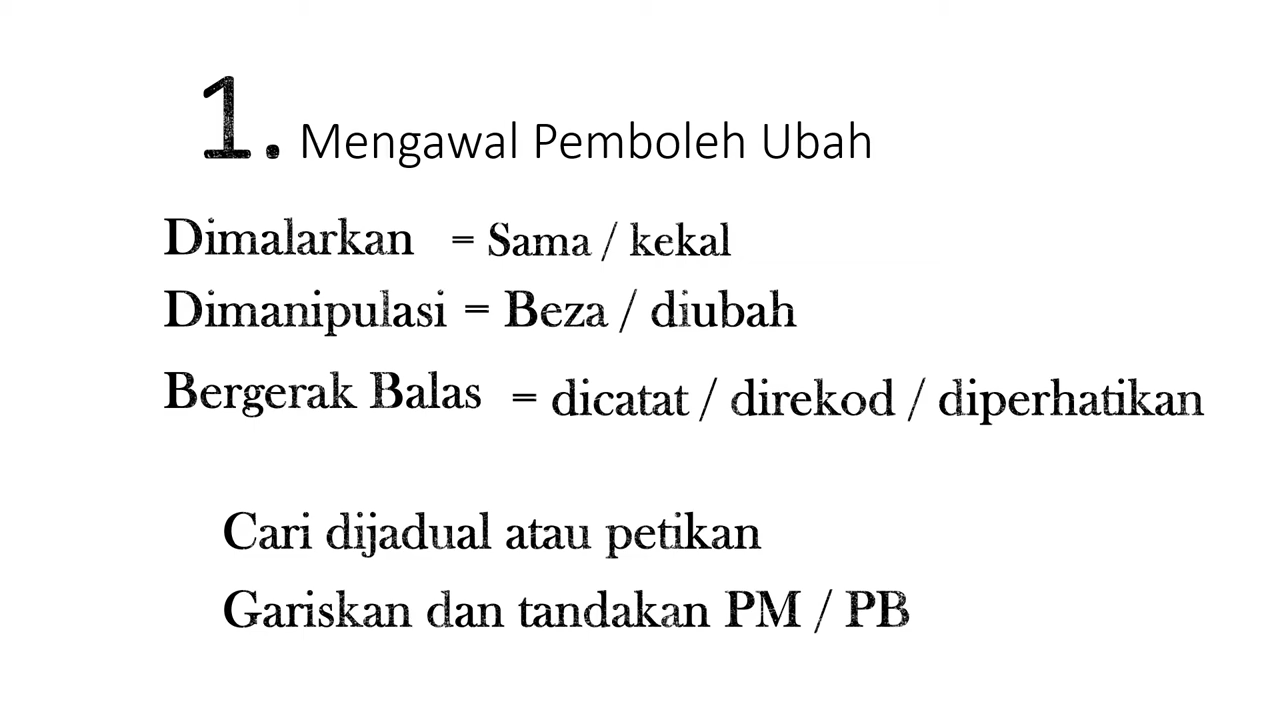 1. Mengawal Pemboleh Ubah
Dimalarkan = Sama / kekal
Dimanipulasi = Beza / diubah
Bergerak Balas = dicatat / direkod / diperhatikan
Cari dijadual atau petikan
Gariskan dan tandakan PM / PB